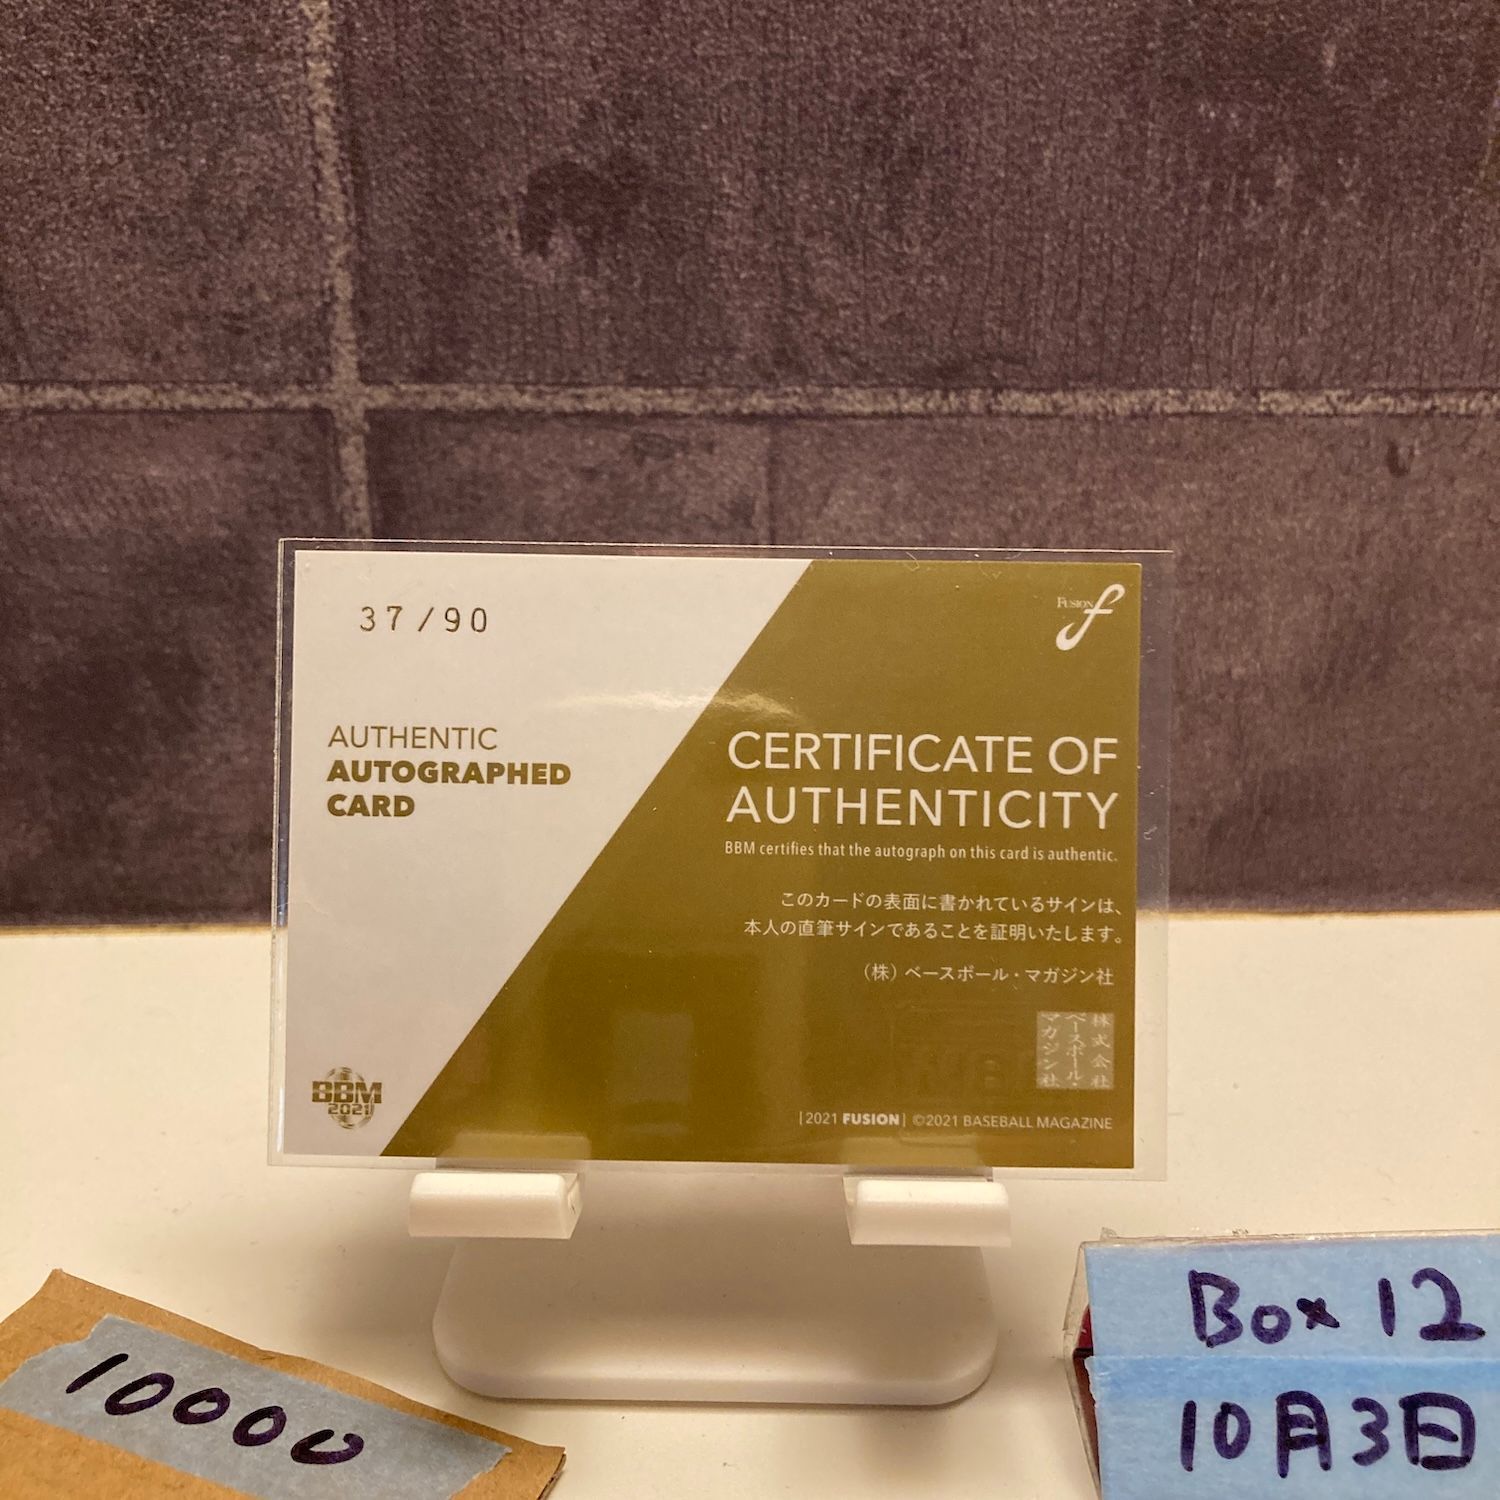 37/90
FUSION f
AUTHENTIC
AUTOGRAPHED
CARD
CERTIFICATE OF
AUTHENTICITY
BBM certifies that the autograph on this card is authentic.
このカードの表面に書かれているサインは、
本人の直筆サインであることを証明いたします。
(株)ベースボール・マガジン社
株式会社
ベースボール・
マガジン社
BBM
2021
|2021 FUSION| ©2021 BASEBALL MAGAZINE
10000
Box 12
10月3日